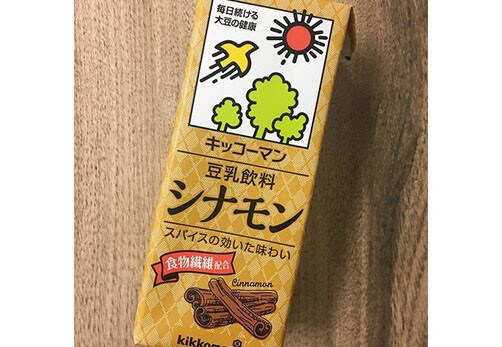 毎日続ける
大豆の健康
キッコーマン
豆乳飲料
シナモン
スパイスの効いた味わい
食物繊維配合
Cinnamon
kikkoma